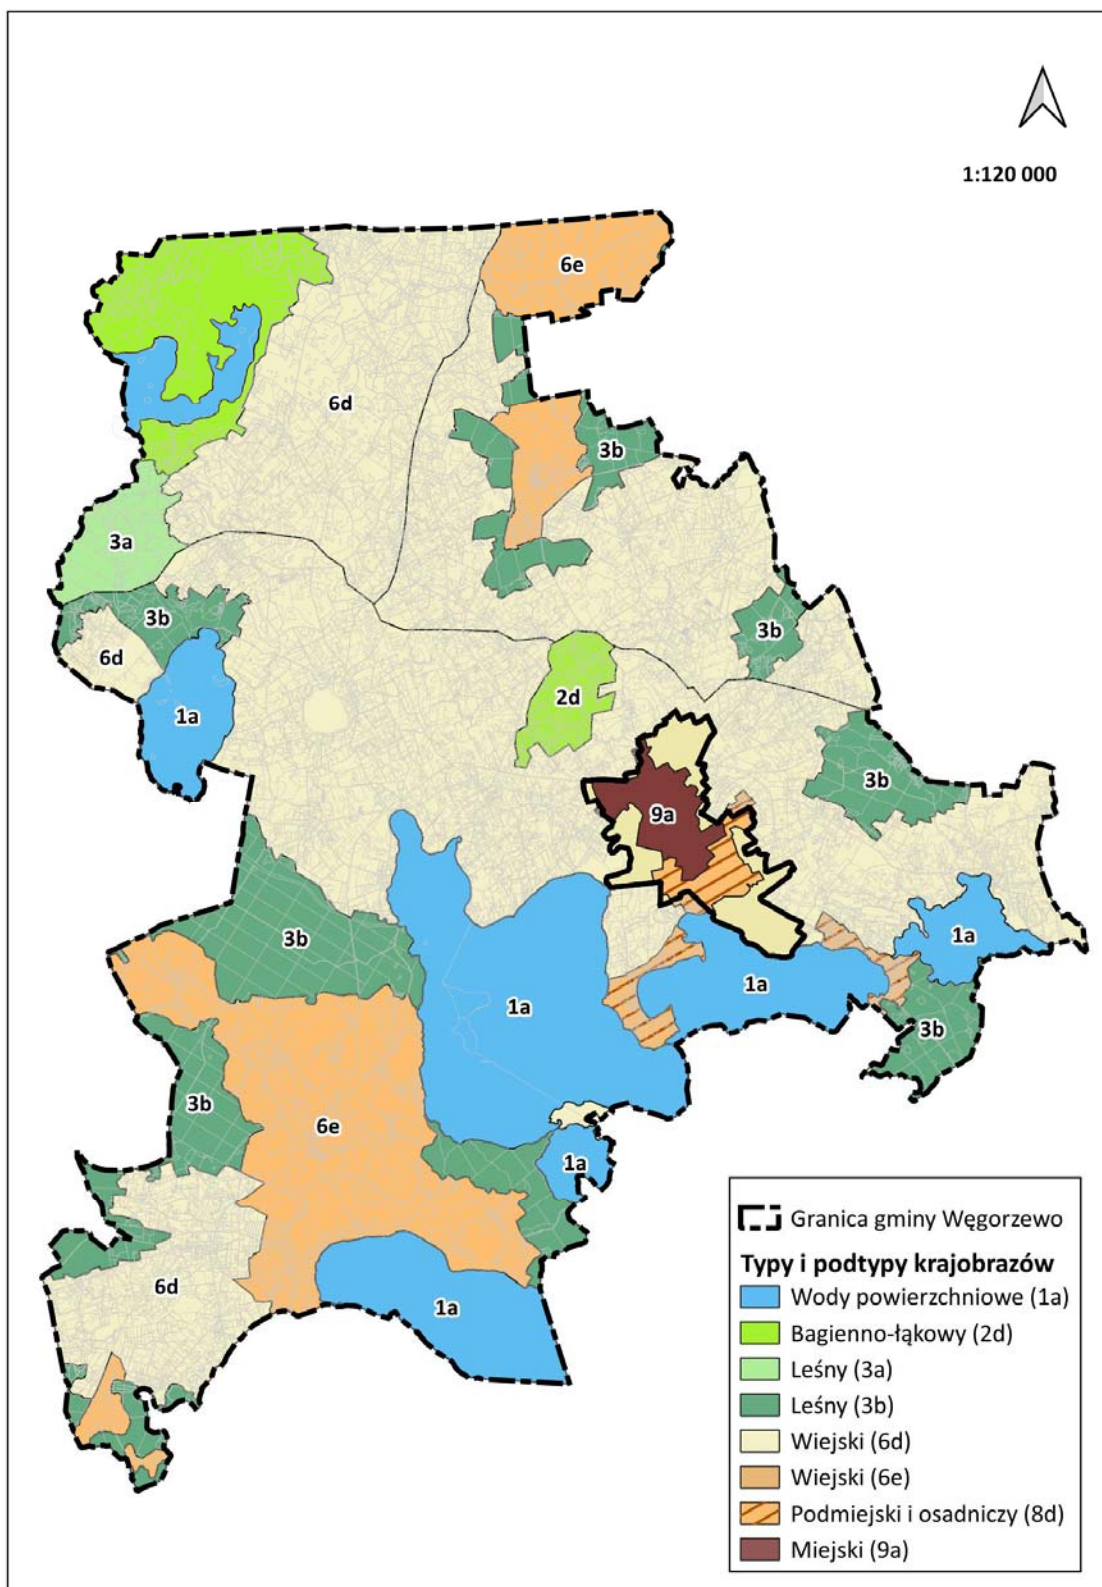 1:120 000
6e
6d
3b
3a
3b
3b
6d
2d
1a
3b
9a
3b
1a
1a
1a
3b
3b
6e
1a
6d
1a
Granica gminy Węgorzewo
Typy i podtypy krajobrazów
Wody powierzchniowe (1a)
Bagienno-łąkowy (2d)
Leśny (3a)
Leśny (3b)
Wiejski (6d)
Wiejski (6e)
Podmiejski i osadniczy (8d)
Miejski (9a)